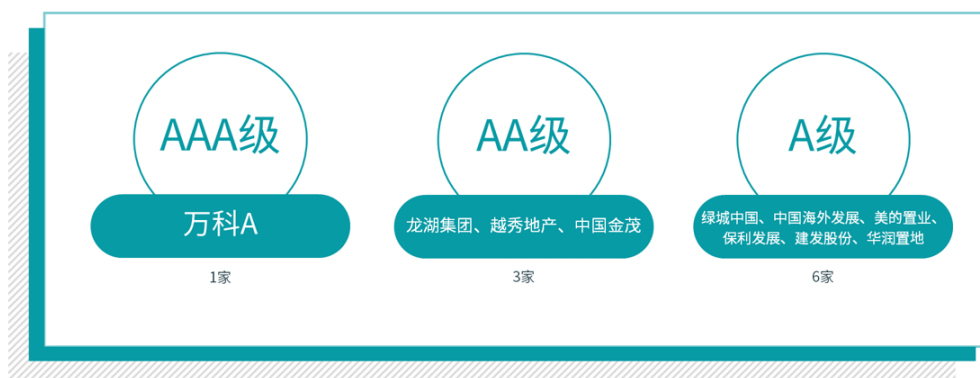 AAA级
万科A
1家
AA级
龙湖集团、越秀地产、中国金茂
3家
A级
绿城中国、中国海外发展、美的置业、
保利发展、建发股份、华润置地
6家